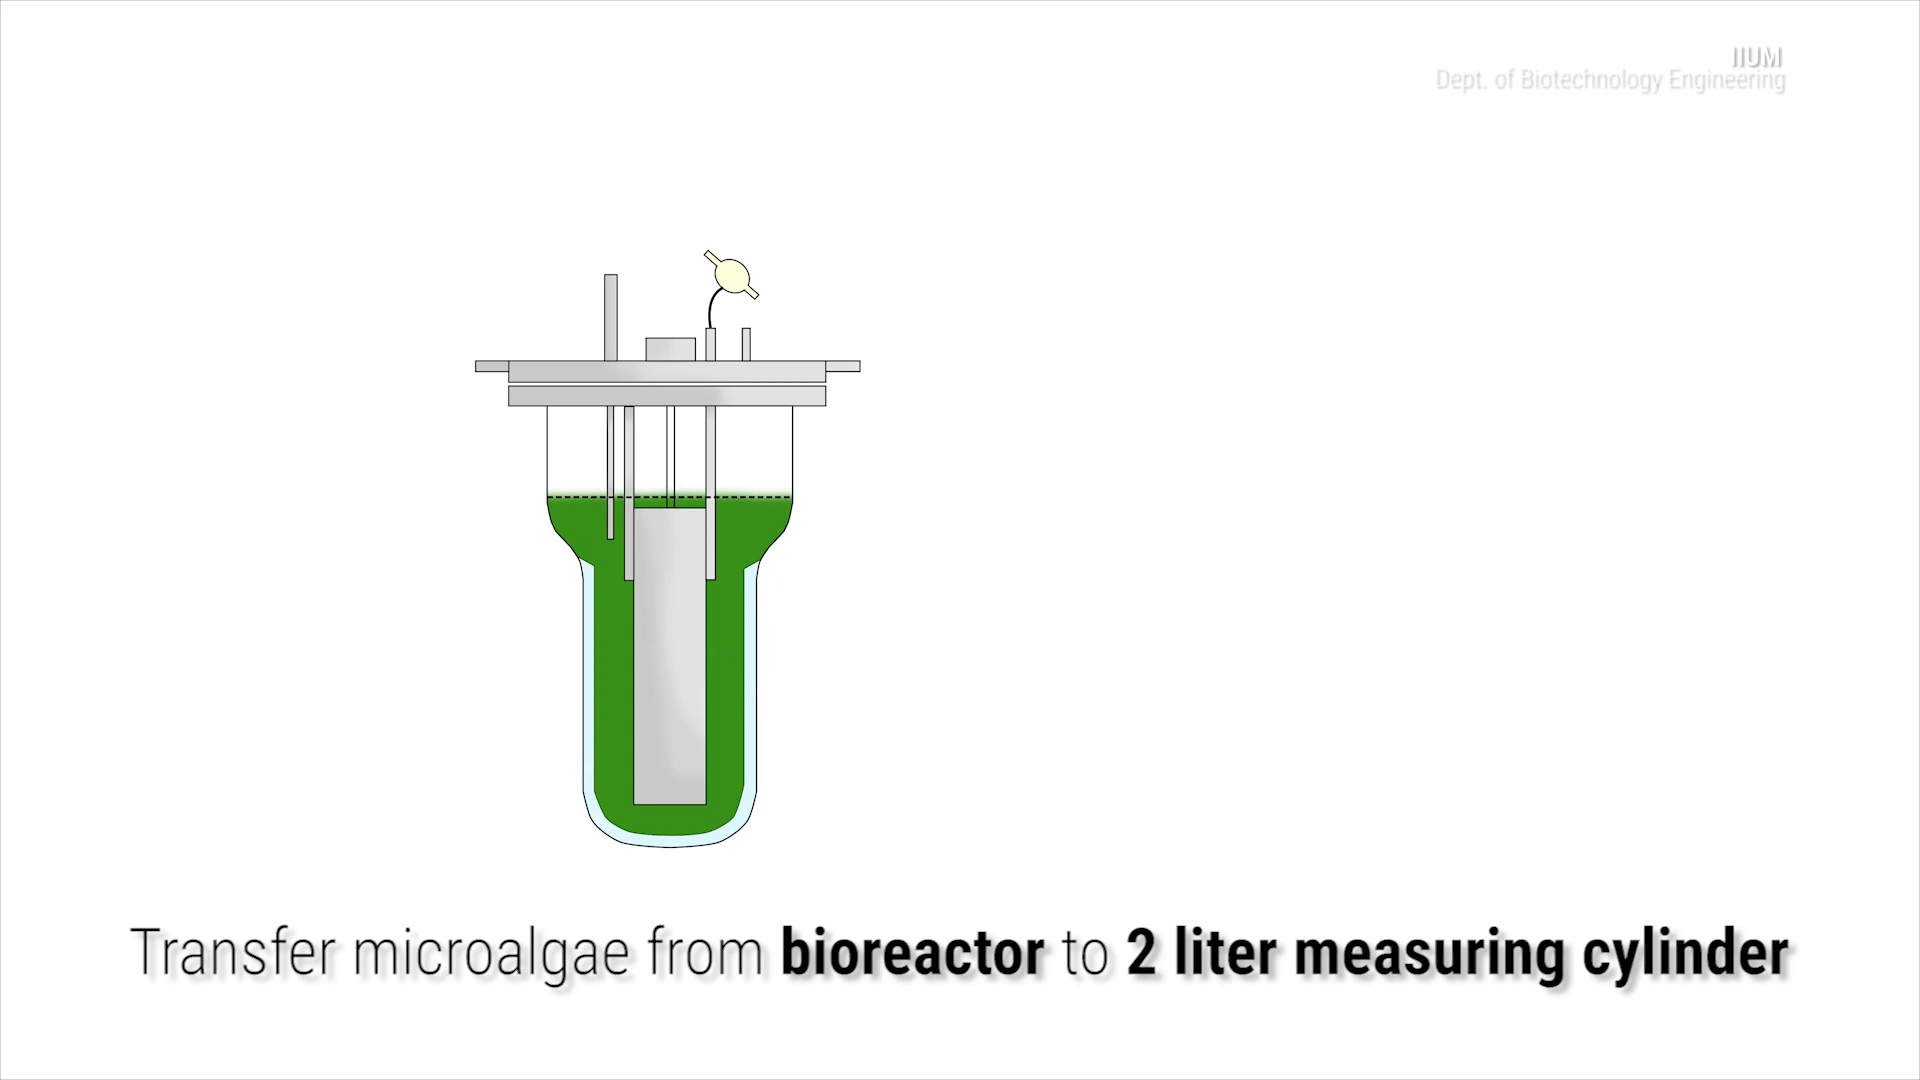 IIUM
Dept. of Biotechnology Engineering
Transfer microalgae from bioreactor to 2 liter measuring cylinder